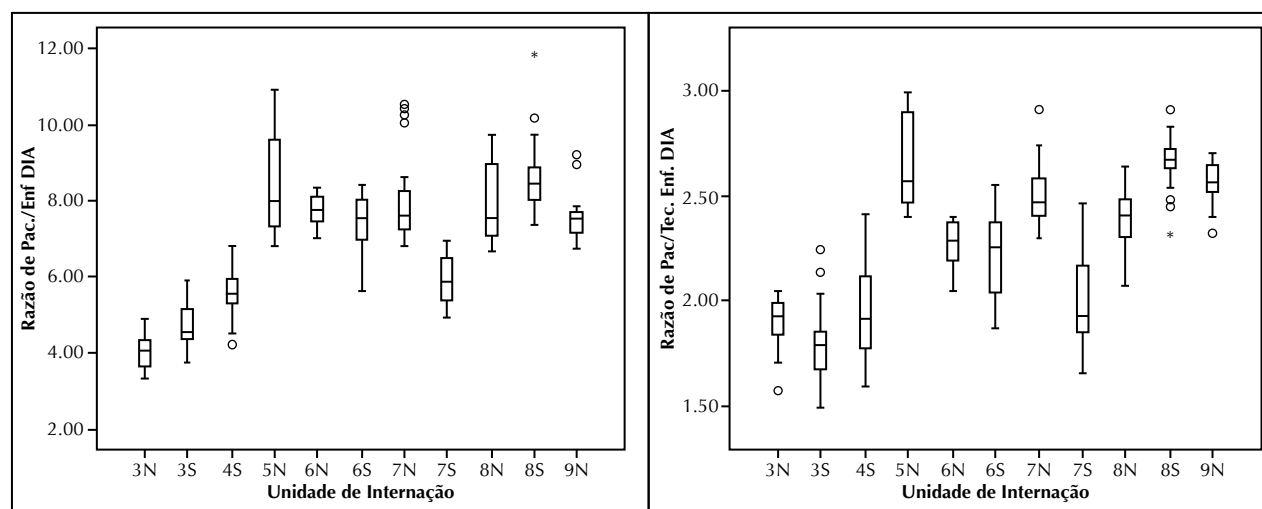 Razão de Pac./Enf DIA
12.00
10.00
8.00
6.00
4.00
2.00
3N 3S 4S 5N 6N 6S 7N 7S 8N 8S 9N
Unidade de Internação
Razão de Pac/Tec. Enf. DIA
3.00
2.50
2.00
1.50
3N 3S 4S 5N 6N 6S 7N 7S 8N 8S 9N
Unidade de Internação